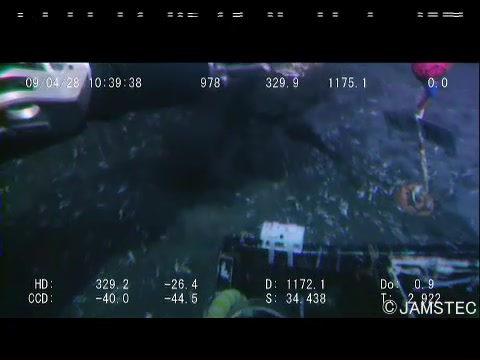 09-04-28 10:39:38 978 329.9 1175.1 0.0
HD: 329.2 -26.4 D: 1172.1 Do: 0.9
CCD: -40.0 -44.5 S: 34.438 T: 2.922
©JAMSTEC